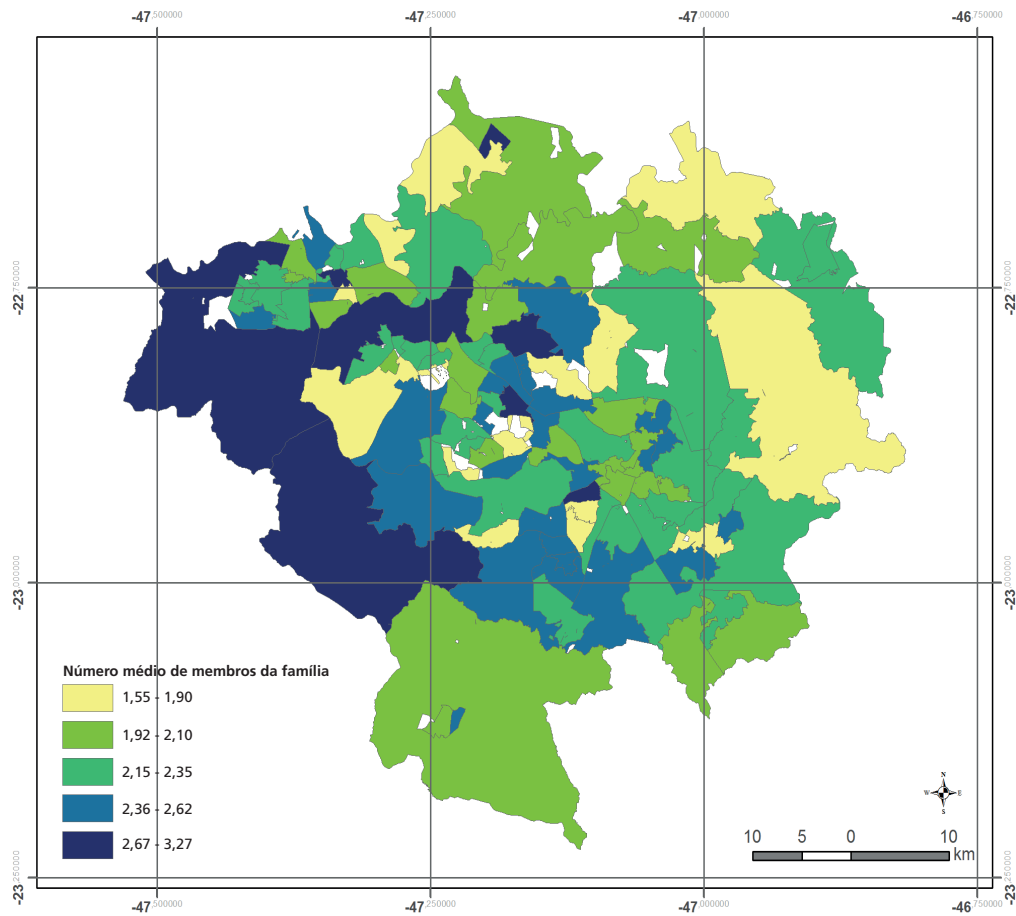 -47,500000 -47,250000 -47,000000 -46,750000
-22,750000 -22,750000
-23,000000 -23,000000
Número médio de membros da família
1,55 - 1,90
1,92 - 2,10
2,15 - 2,35
2,36 - 2,62
2,67 - 3,27
N
W E
S
10 5 0 10
km
-23,250000 -23,250000
-47,500000 -47,250000 -47,000000 -46,750000